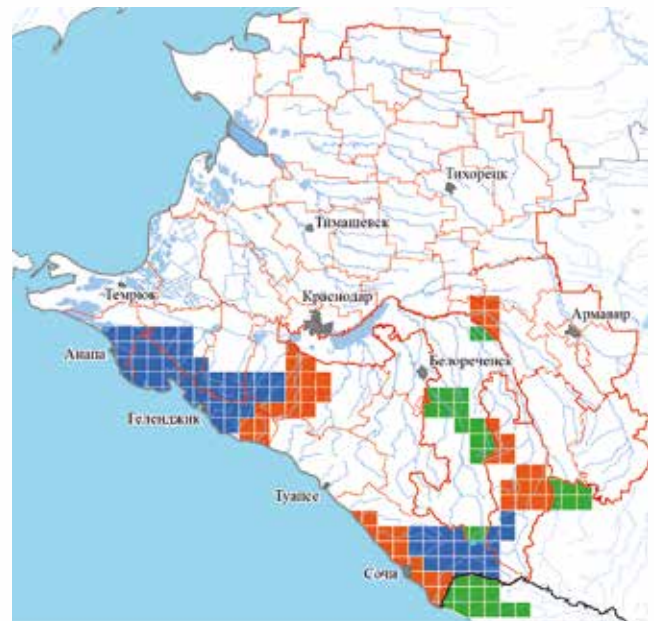 Тихорецк
Тимашевск
Темрюк
Краснодар
Армавир
Анапа
Белореченск
Геленджик
Туапсе
Сочи